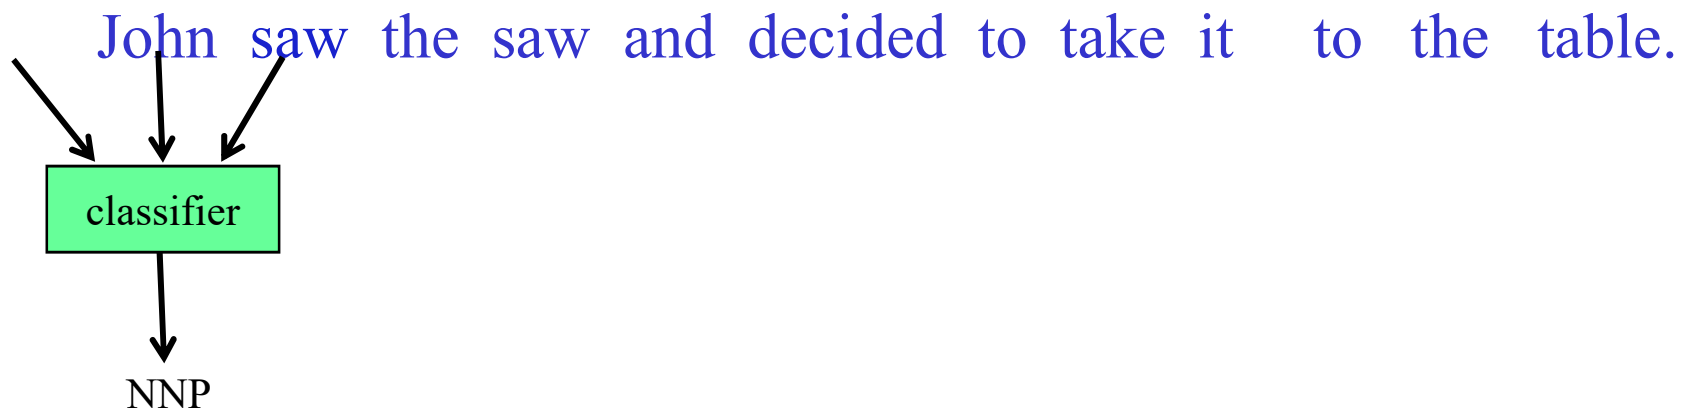 John saw the saw and decided to take it to the table.
classifier
NNP